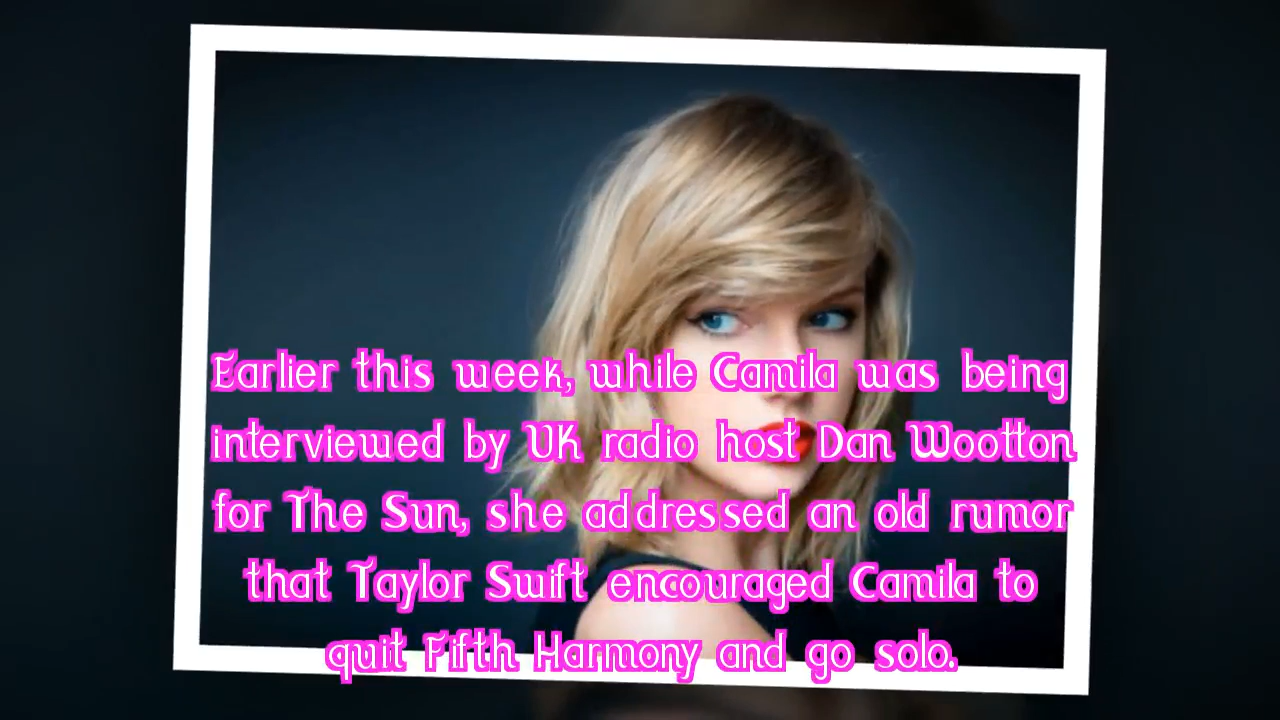 Earlier this week, while Camila was being
interviewed by UK radio host Dan Wootton
for The Sun, she addressed an old rumor
that Taylor Swift encouraged Camila to
quit Fifth Harmony and go solo.